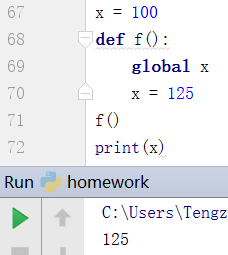 67 x = 100
68 def f():
69     global x
70     x = 125
71 f()
72 print(x)
Run homework
C:\Users\Tengz
125